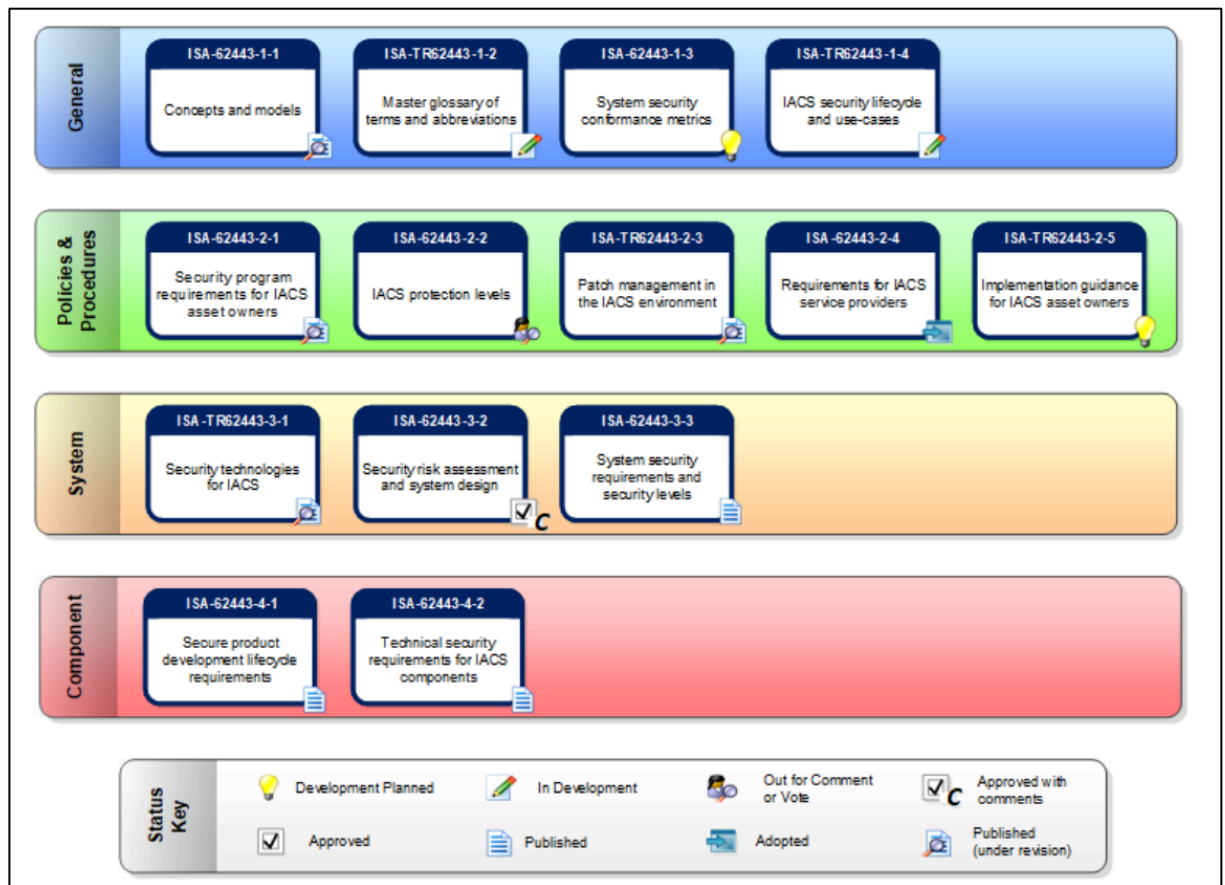 General
ISA-62443-1-1
Concepts and models
ISA-TR62443-1-2
Master glossary of
terms and abbreviations
ISA-62443-1-3
System security
conformance metrics
ISA-TR62443-1-4
IACS security lifecycle
and use-cases
Policies &
Procedures
ISA-62443-2-1
Security program
requirements for IACS
asset owners
ISA-62443-2-2
IACS protection levels
ISA-TR62443-2-3
Patch management in
the IACS environment
ISA-62443-2-4
Requirements for IACS
service providers
ISA-TR62443-2-5
Implementation guidance
for IACS asset owners
System
ISA-TR62443-3-1
Security technologies
for IACS
ISA-62443-3-2
Security risk assessment
and system design
C
ISA-62443-3-3
System security
requirements and
security levels
Component
ISA-62443-4-1
Secure product
development lifecycle
requirements
ISA-62443-4-2
Technical security
requirements for IACS
components
Status
Key
Development Planned
In Development
Out for Comment
or Vote
C
Approved with
comments
Approved
Published
Adopted
Published
(under revision)